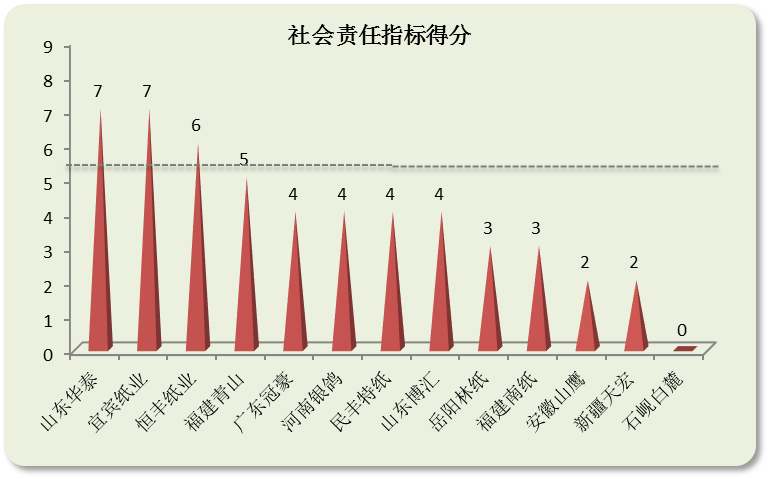 社会责任指标得分
9
8
7
6
5
4
3
2
1
0
7
7
6
5
4
4
4
4
3
3
2
2
0
山东华泰
宜宾纸业
恒丰纸业
福建青山
广东冠豪
河南银鸽
民丰特纸
山东博汇
岳阳林纸
福建南纸
安徽山鹰
新疆天宏
石岘白麓